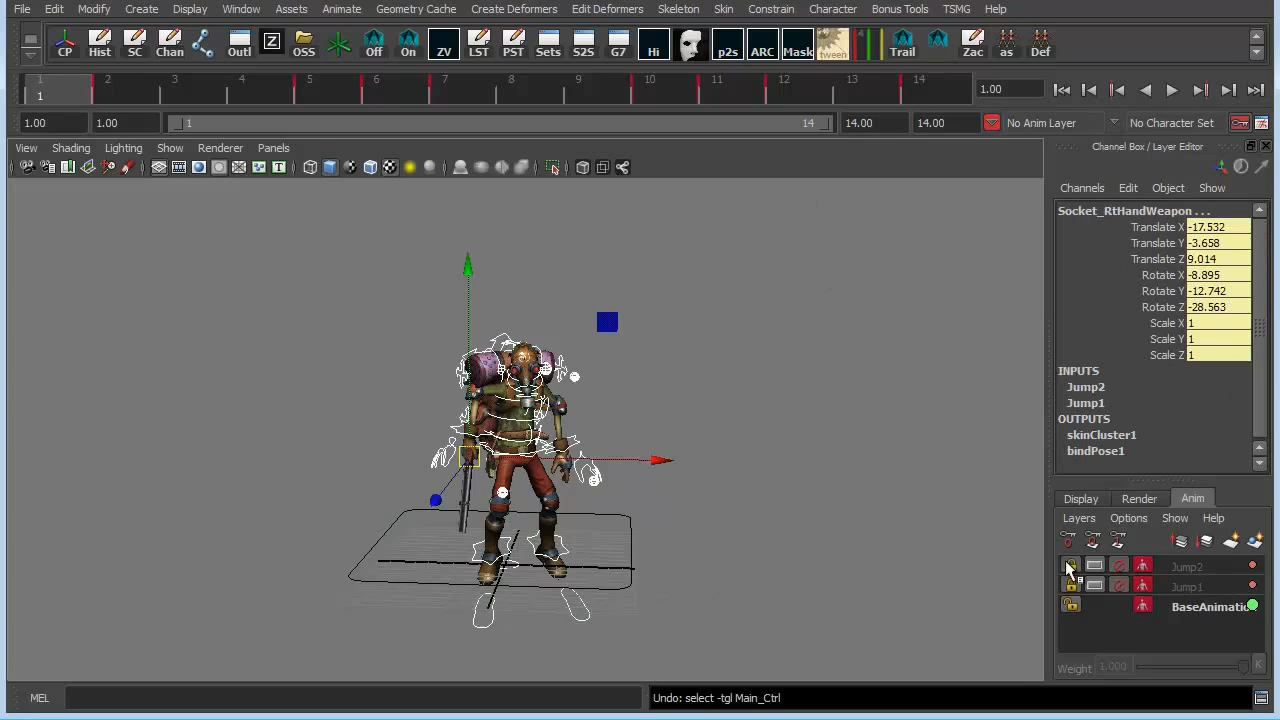 File Edit Modify Create Display Window Assets Animate Geometry Cache Create Deformers Edit Deformers Skeleton Skin Constrain Character Bonus Tools TSMG Help
CP Hist SC Chan Outl Z OSS Off On ZV LST PST Sets S2S G7 Hi p2s ARC Mask Tween Trail Zac as Def
1 2 3 4 5 6 7 8 9 10 11 12 13 14
1
1.00
1.00 1.00 1 14 14.00 14.00 No Anim Layer No Character Set
View Shading Lighting Show Renderer Panels
T
Channel Box / Layer Editor
Channels Edit Object Show
Socket_RtHandWeapon . . .
Translate X -17.532
Translate Y -3.658
Translate Z 9.014
Rotate X -8.895
Rotate Y -12.742
Rotate Z -28.563
Scale X 1
Scale Y 1
Scale Z 1
INPUTS
Jump2
Jump1
OUTPUTS
skinCluster1
bindPose1
Display Render Anim
Layers Options Show Help
Jump2
Jump1
BaseAnimatio
Weight 1.000 K
MEL Undo: select -tgl Main_Ctrl